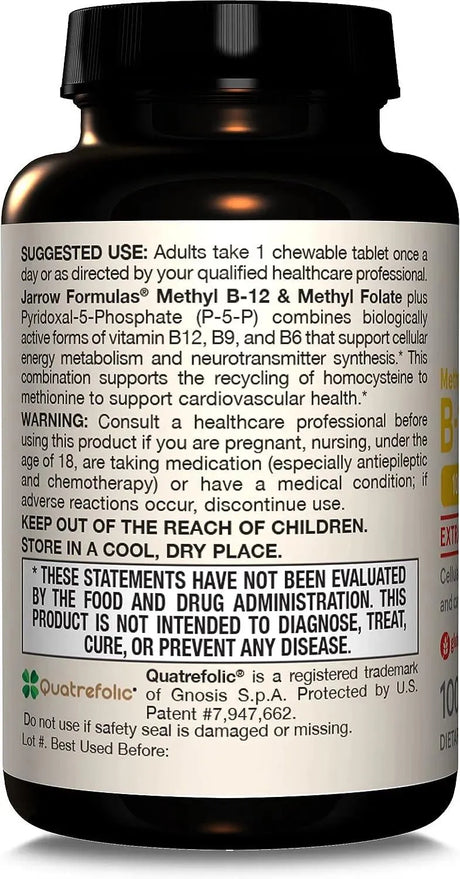 SUGGESTED USE: Adults take 1 chewable tablet once a
day or as directed by your qualified healthcare professional.
Jarrow Formulas® Methyl B-12 & Methyl Folate plus
Pyridoxal-5-Phosphate (P-5-P) combines biologically
active forms of vitamin B12, B9, and B6 that support cellular
energy metabolism and neurotransmitter synthesis.* This
combination supports the recycling of homocysteine to
methionine to support cardiovascular health.*
WARNING: Consult a healthcare professional before
using this product if you are pregnant, nursing, under the
age of 18, are taking medication (especially antiepileptic
and chemotherapy) or have a medical condition; if
adverse reactions occur, discontinue use.
KEEP OUT OF THE REACH OF CHILDREN.
STORE IN A COOL, DRY PLACE.
* THESE STATEMENTS HAVE NOT BEEN EVALUATED
BY THE FOOD AND DRUG ADMINISTRATION. THIS
PRODUCT IS NOT INTENDED TO DIAGNOSE, TREAT,
CURE, OR PREVENT ANY DISEASE.
Quatrefolic®
Quatrefolic® is a registered trademark
of Gnosis S.p.A. Protected by U.S.
Patent #7,947,662.
Do not use if safety seal is damaged or missing.
Lot #. Best Used Before:
B-
100